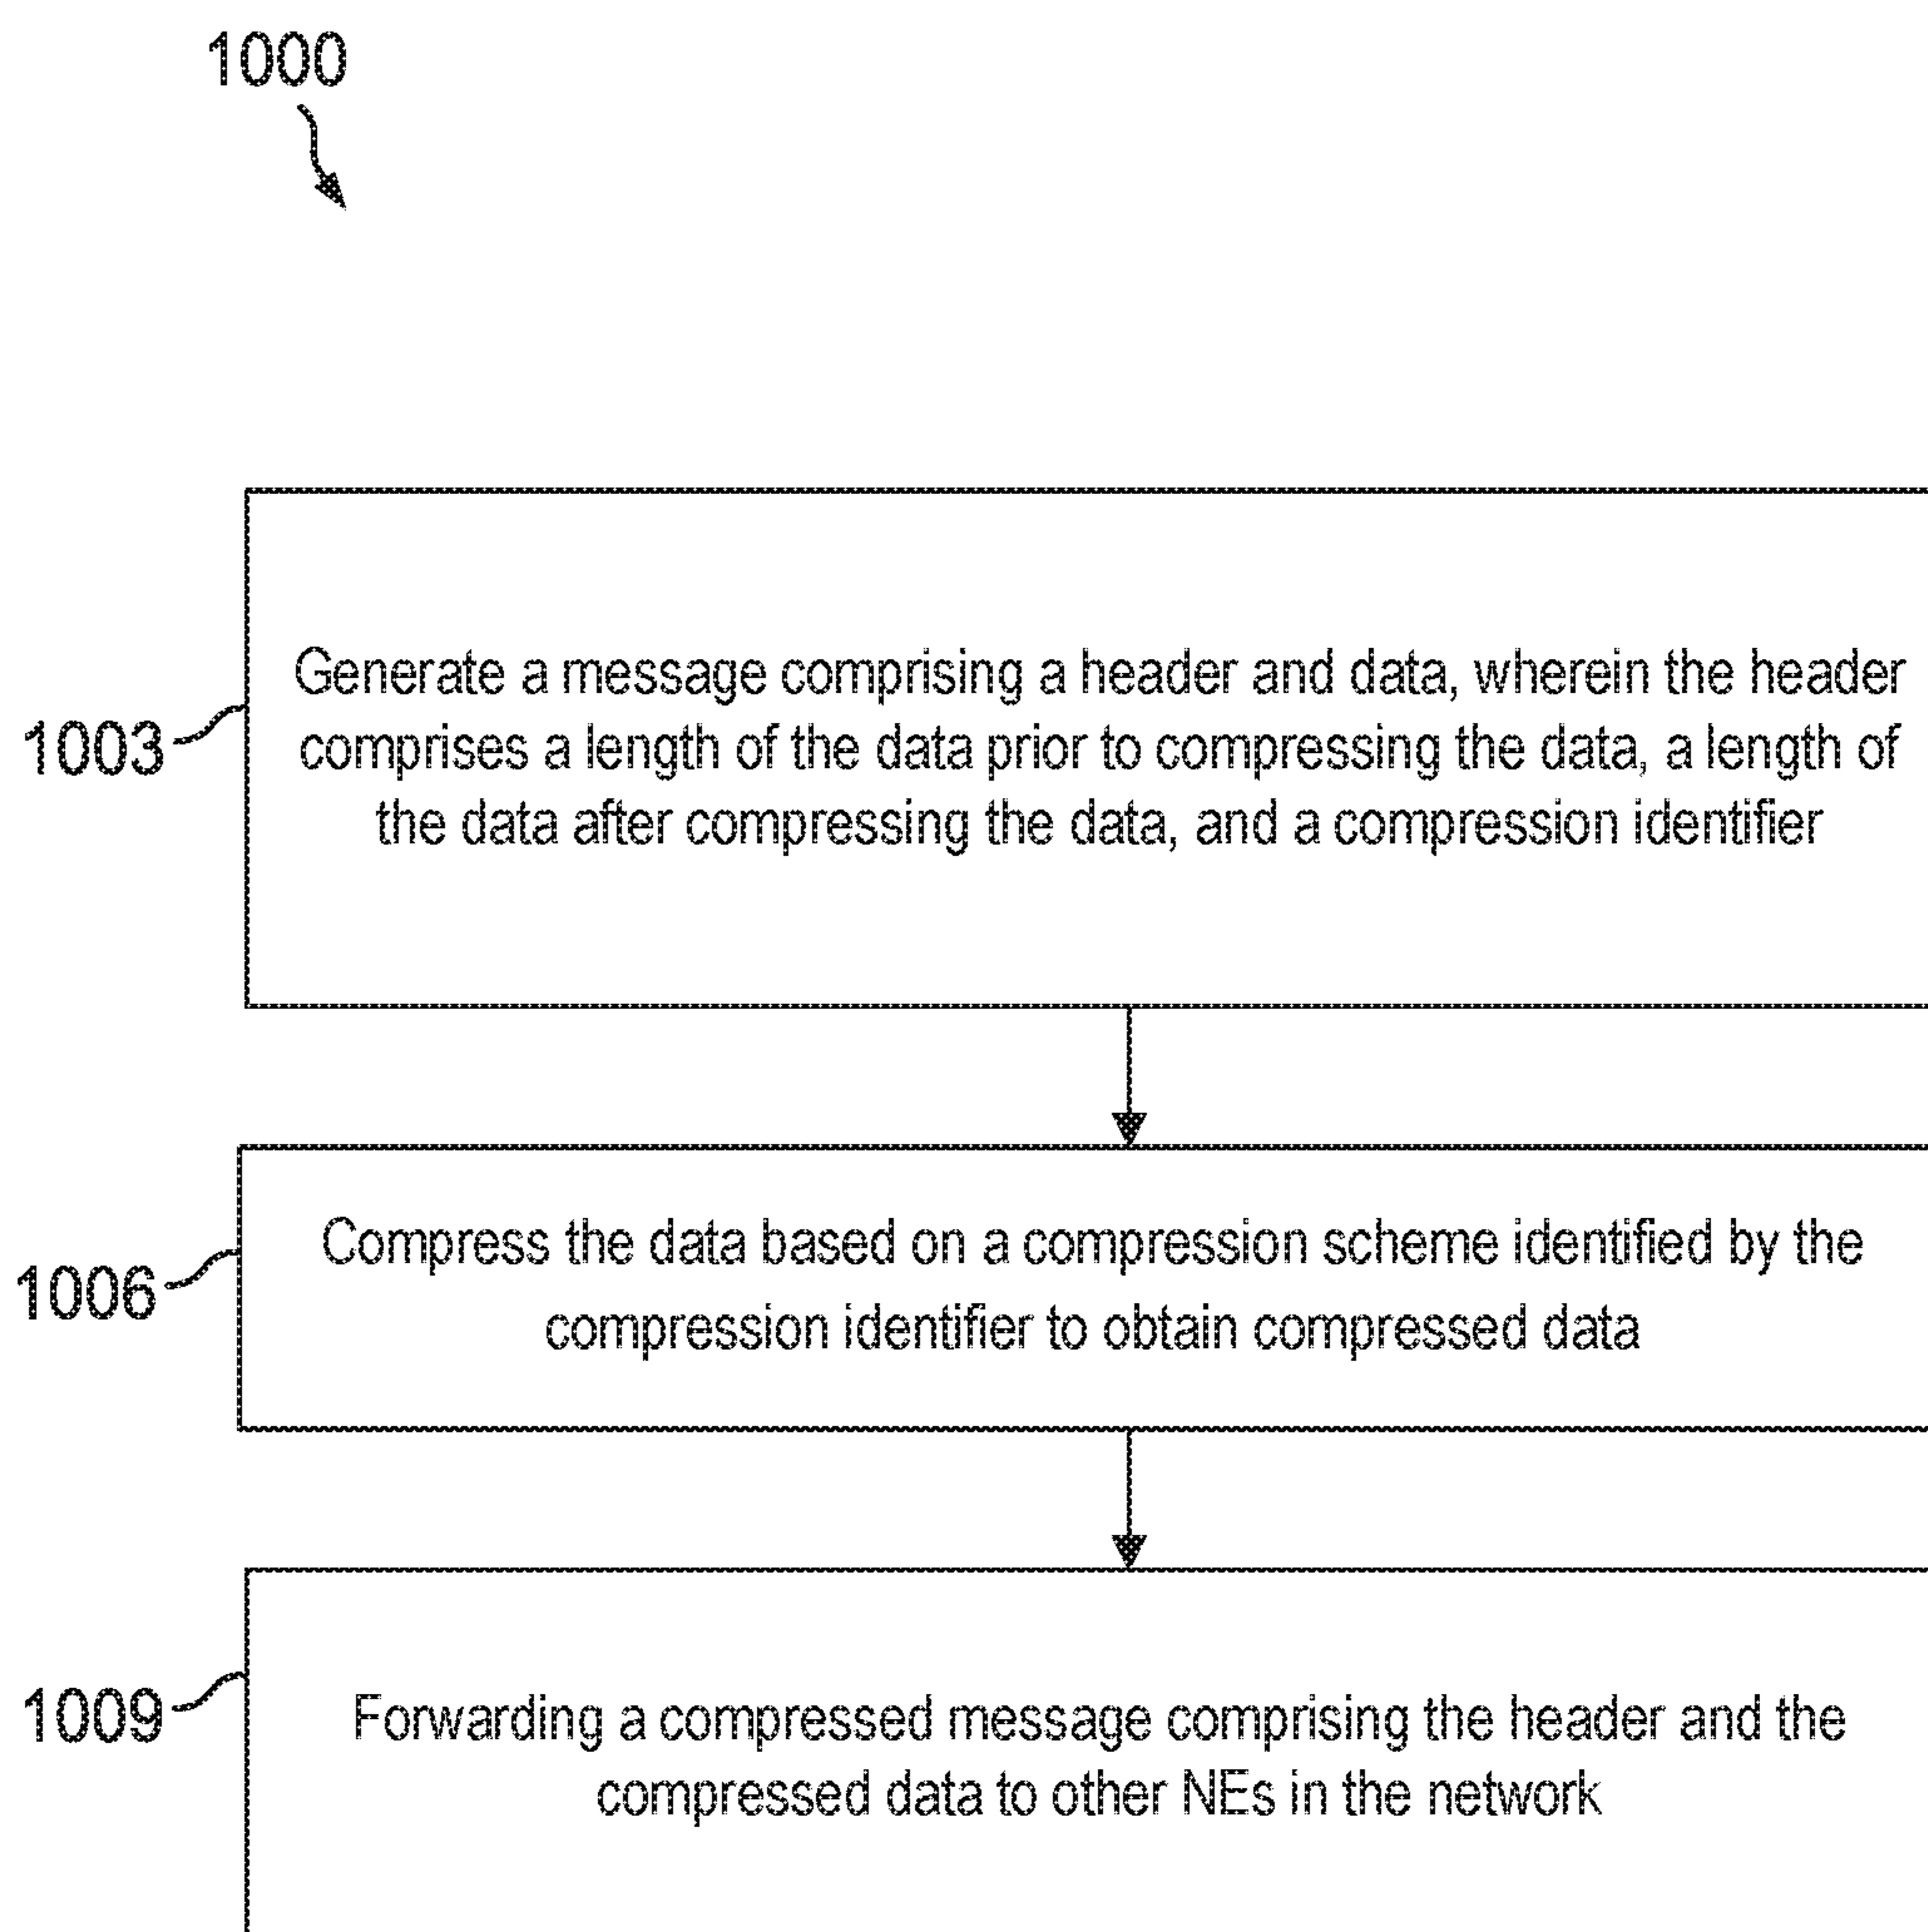 1000
1003
Generate a message comprising a header and data, wherein the header
comprises a length of the data prior to compressing the data, a length of
the data after compressing the data, and a compression identifier
1006
Compress the data based on a compression scheme identified by the
compression identifier to obtain compressed data
1009
Forwarding a compressed message comprising the header and the
compressed data to other NEs in the network